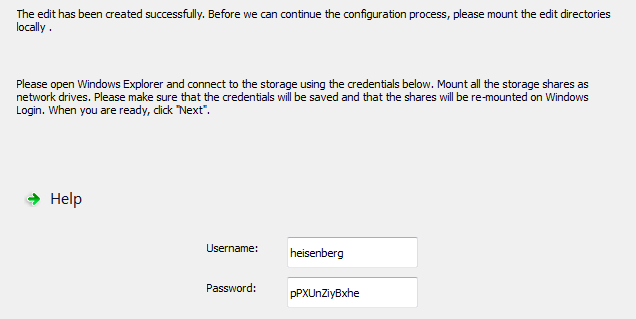 The edit has been created successfully. Before we can continue the configuration process, please mount the edit directories
locally .
Please open Windows Explorer and connect to the storage using the credentials below. Mount all the storage shares as
network drives. Please make sure that the credentials will be saved and that the shares will be re-mounted on Windows
Login. When you are ready, click "Next".
Help
Username:
heisenberg
Password:
pPXUnZiyBxhe